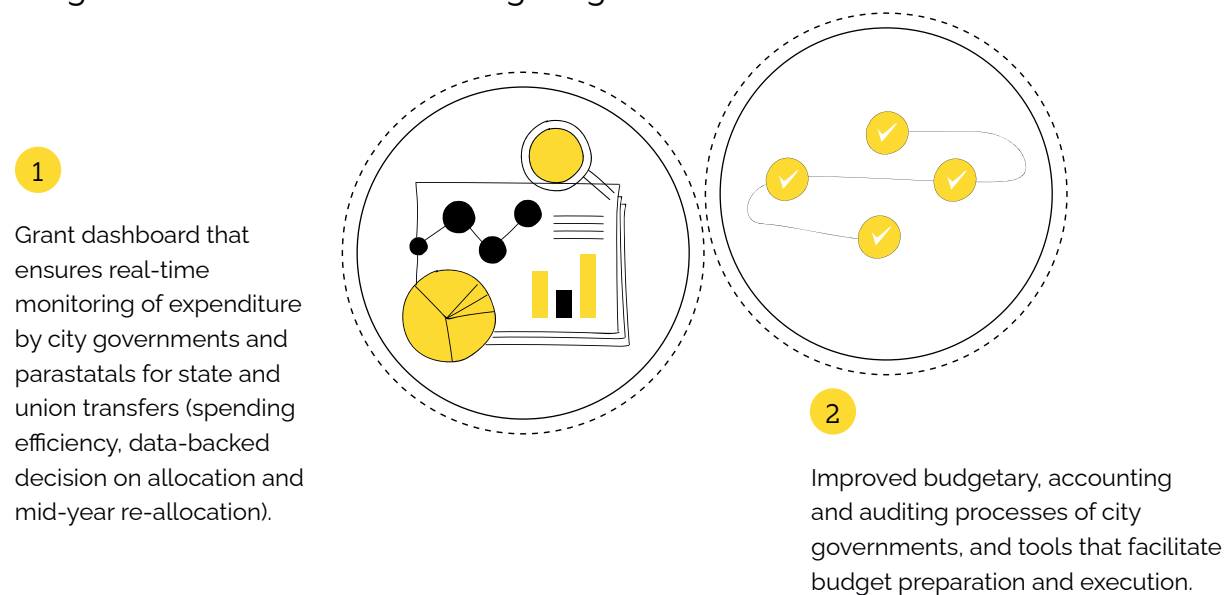 1
Grant dashboard that
ensures real-time
monitoring of expenditure
by city governments and
parastatals for state and
union transfers (spending
efficiency, data-backed
decision on allocation and
mid-year re-allocation).
2
Improved budgetary, accounting
and auditing processes of city
governments, and tools that facilitate
budget preparation and execution.